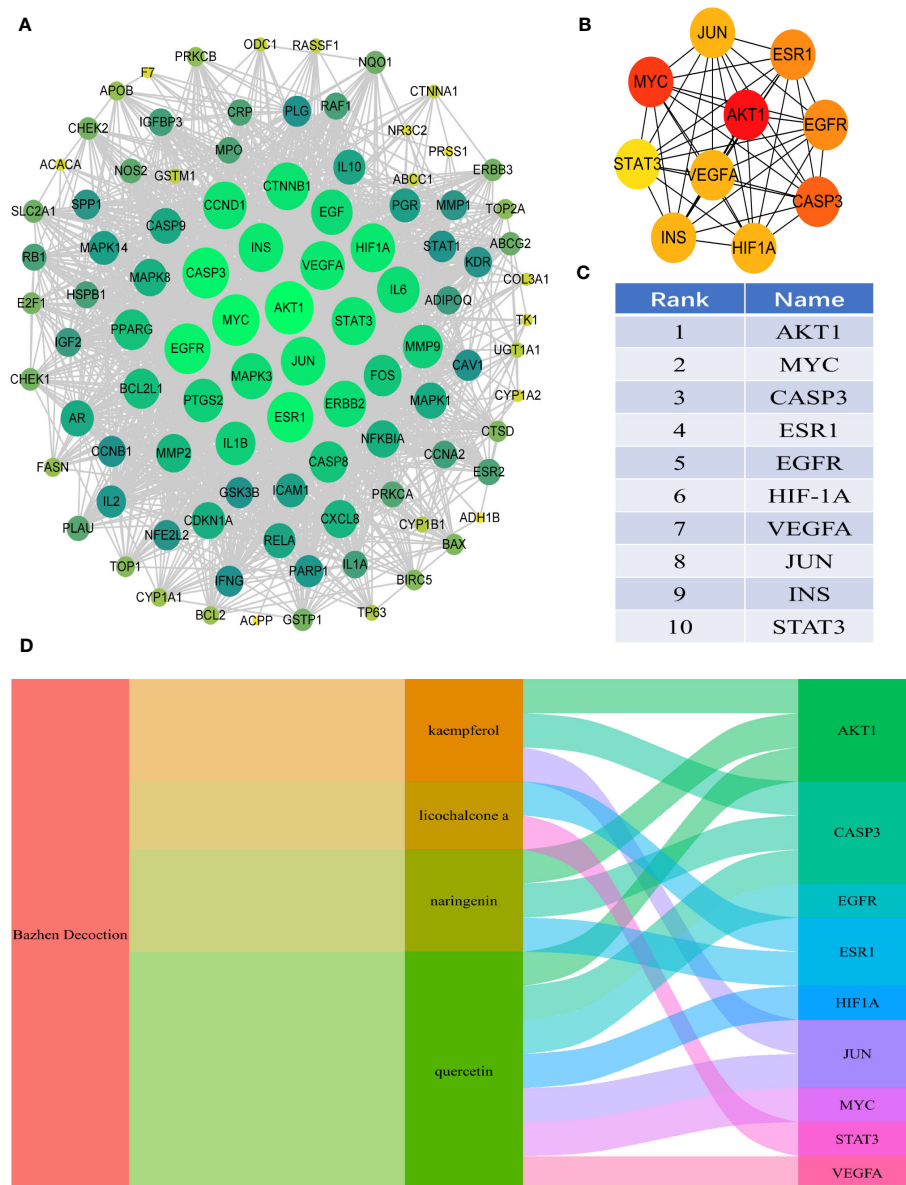 A
ODC1 RASSF1
PRKCB
NQO1
F7
APOB
CTNNA1
CRP
PLG
RAF1
IGFBP3
CHEK2
NR3C2
MPO
PRSS1
ACACA
NOS2
GSTM1
IL10
ABCC1
ERBB3
CTNNB1
SLC2A1
SPP1
CCND1
EGF
PGR
MMP1
TOP2A
CASP9
RB1
MAPK14
INS
HIF1A
STAT1
ABCG2
VEGFA
KDR
CASP3
MAPK8
COL3A1
HSPB1
IL6
ADIPOQ
E2F1
AKT1
MYC
STAT3
TK1
PPARG
IGF2
EGFR
MMP9
UGT1A1
JUN
CAV1
CHEK1
BCL2L1
MAPK3
FOS
CYP1A2
PTGS2
ERBB2
MAPK1
AR
ESR1
CTSD
IL1B
NFKBIA
CCNB1
MMP2
CCNA2
FASN
CASP8
ESR2
IL2
GSK3B
ICAM1
PRKCA
PLAU
CDKN1A
CXCL8
ADH1B
NFE2L2
CYP1B1
RELA
BAX
TOP1
IFNG
PARP1
IL1A
BIRC5
CYP1A1
BCL2
ACPP
GSTP1
TP63
B
JUN
ESR1
MYC
AKT1
EGFR
STAT3
VEGFA
CASP3
INS
HIF1A
C
Rank Name
1 AKT1
2 MYC
3 CASP3
4 ESR1
5 EGFR
6 HIF-1A
7 VEGFA
8 JUN
9 INS
10 STAT3
D
Bazhen Decoction
kaempferol
licochalcone a
naringenin
quercetin
AKT1
CASP3
EGFR
ESR1
HIF1A
JUN
MYC
STAT3
VEGFA